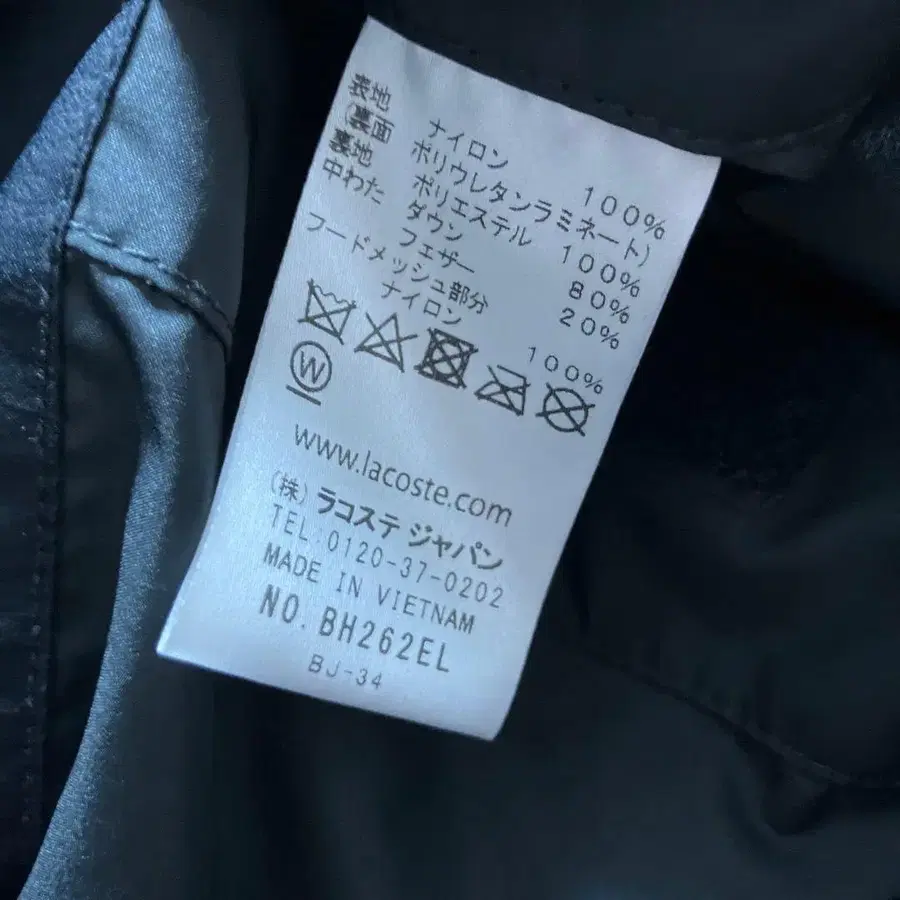 表地 ナイロン 100%
(裏面 ポリウレタンラミネート)
裏地 ポリエステル 100%
中わた ダウン 80%
フェザー 20%
フードメッシュ部分
ナイロン 100%
W
www.lacoste.com
(株) ラコステ ジャパン
TEL:0120-37-0202
MADE IN VIETNAM
NO. BH262EL
BJ-34